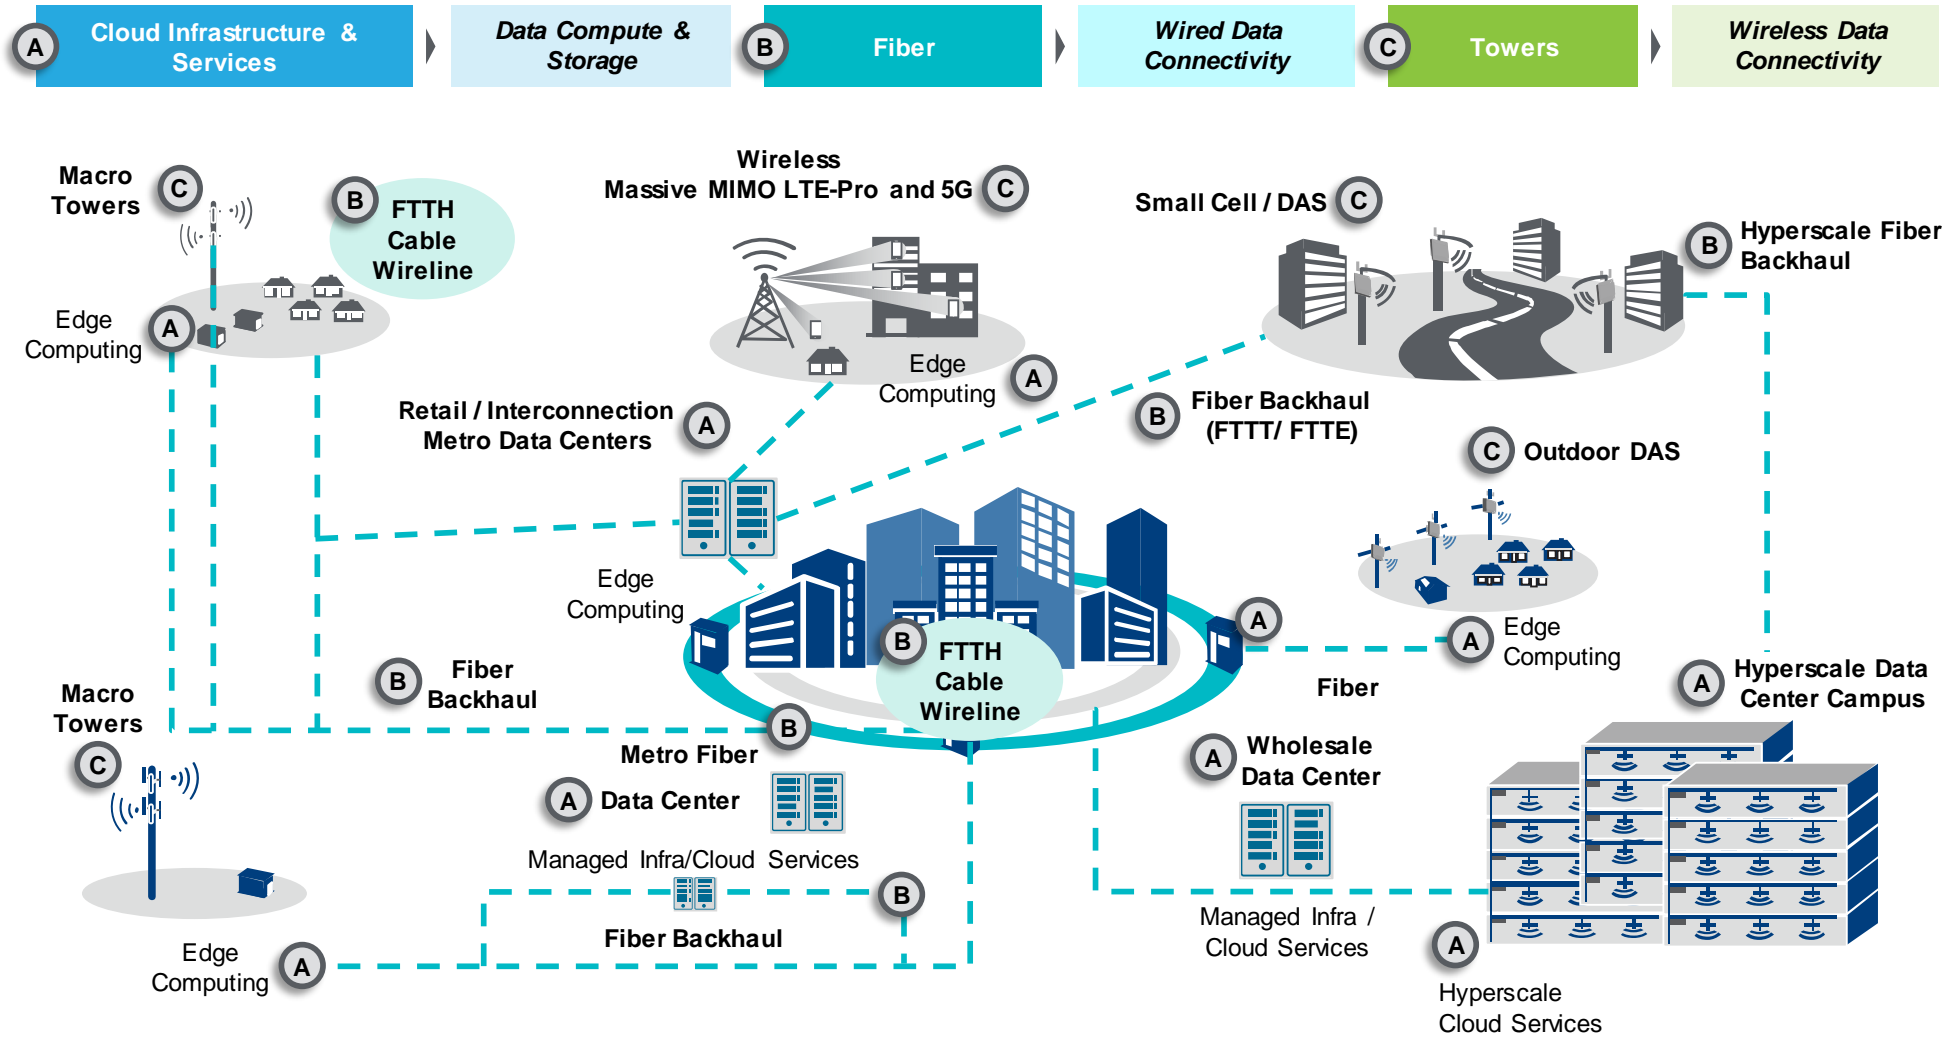 A
Cloud Infrastructure &
Services
Data Compute &
Storage
B
Fiber
Wired Data
Connectivity
C
Towers
Wireless Data
Connectivity
Macro
Towers
C
B
FTTH
Cable
Wireline
Edge
Computing
A
Wireless
Massive MIMO LTE-Pro and 5G
C
Edge
Computing
A
Small Cell / DAS
C
B
Hyperscale Fiber
Backhaul
Retail / Interconnection
Metro Data Centers
A
B
Fiber Backhaul
(FTTT/ FTTE)
C
Outdoor DAS
Edge
Computing
A
A
Edge
Computing
B
FTTH
Cable
Wireline
Fiber
B
Fiber
Backhaul
Macro
Towers
C
B
Metro Fiber
A
Data Center
Managed Infra/Cloud Services
B
Fiber Backhaul
Edge
Computing
A
A
Wholesale
Data Center
Managed Infra /
Cloud Services
A
Hyperscale Data
Center Campus
A
Hyperscale
Cloud Services